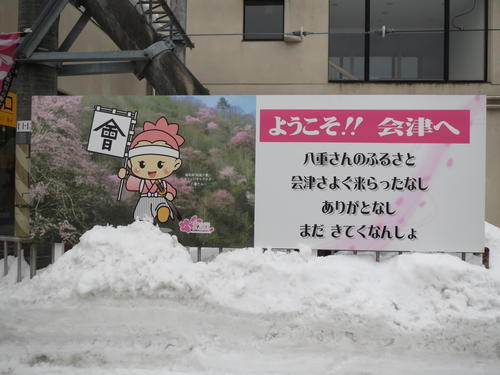 會
ようこそ!! 会津へ
八重さんのふるさと
会津さよぐ来らったなし
ありがとなし
まだ きてくなんしょ